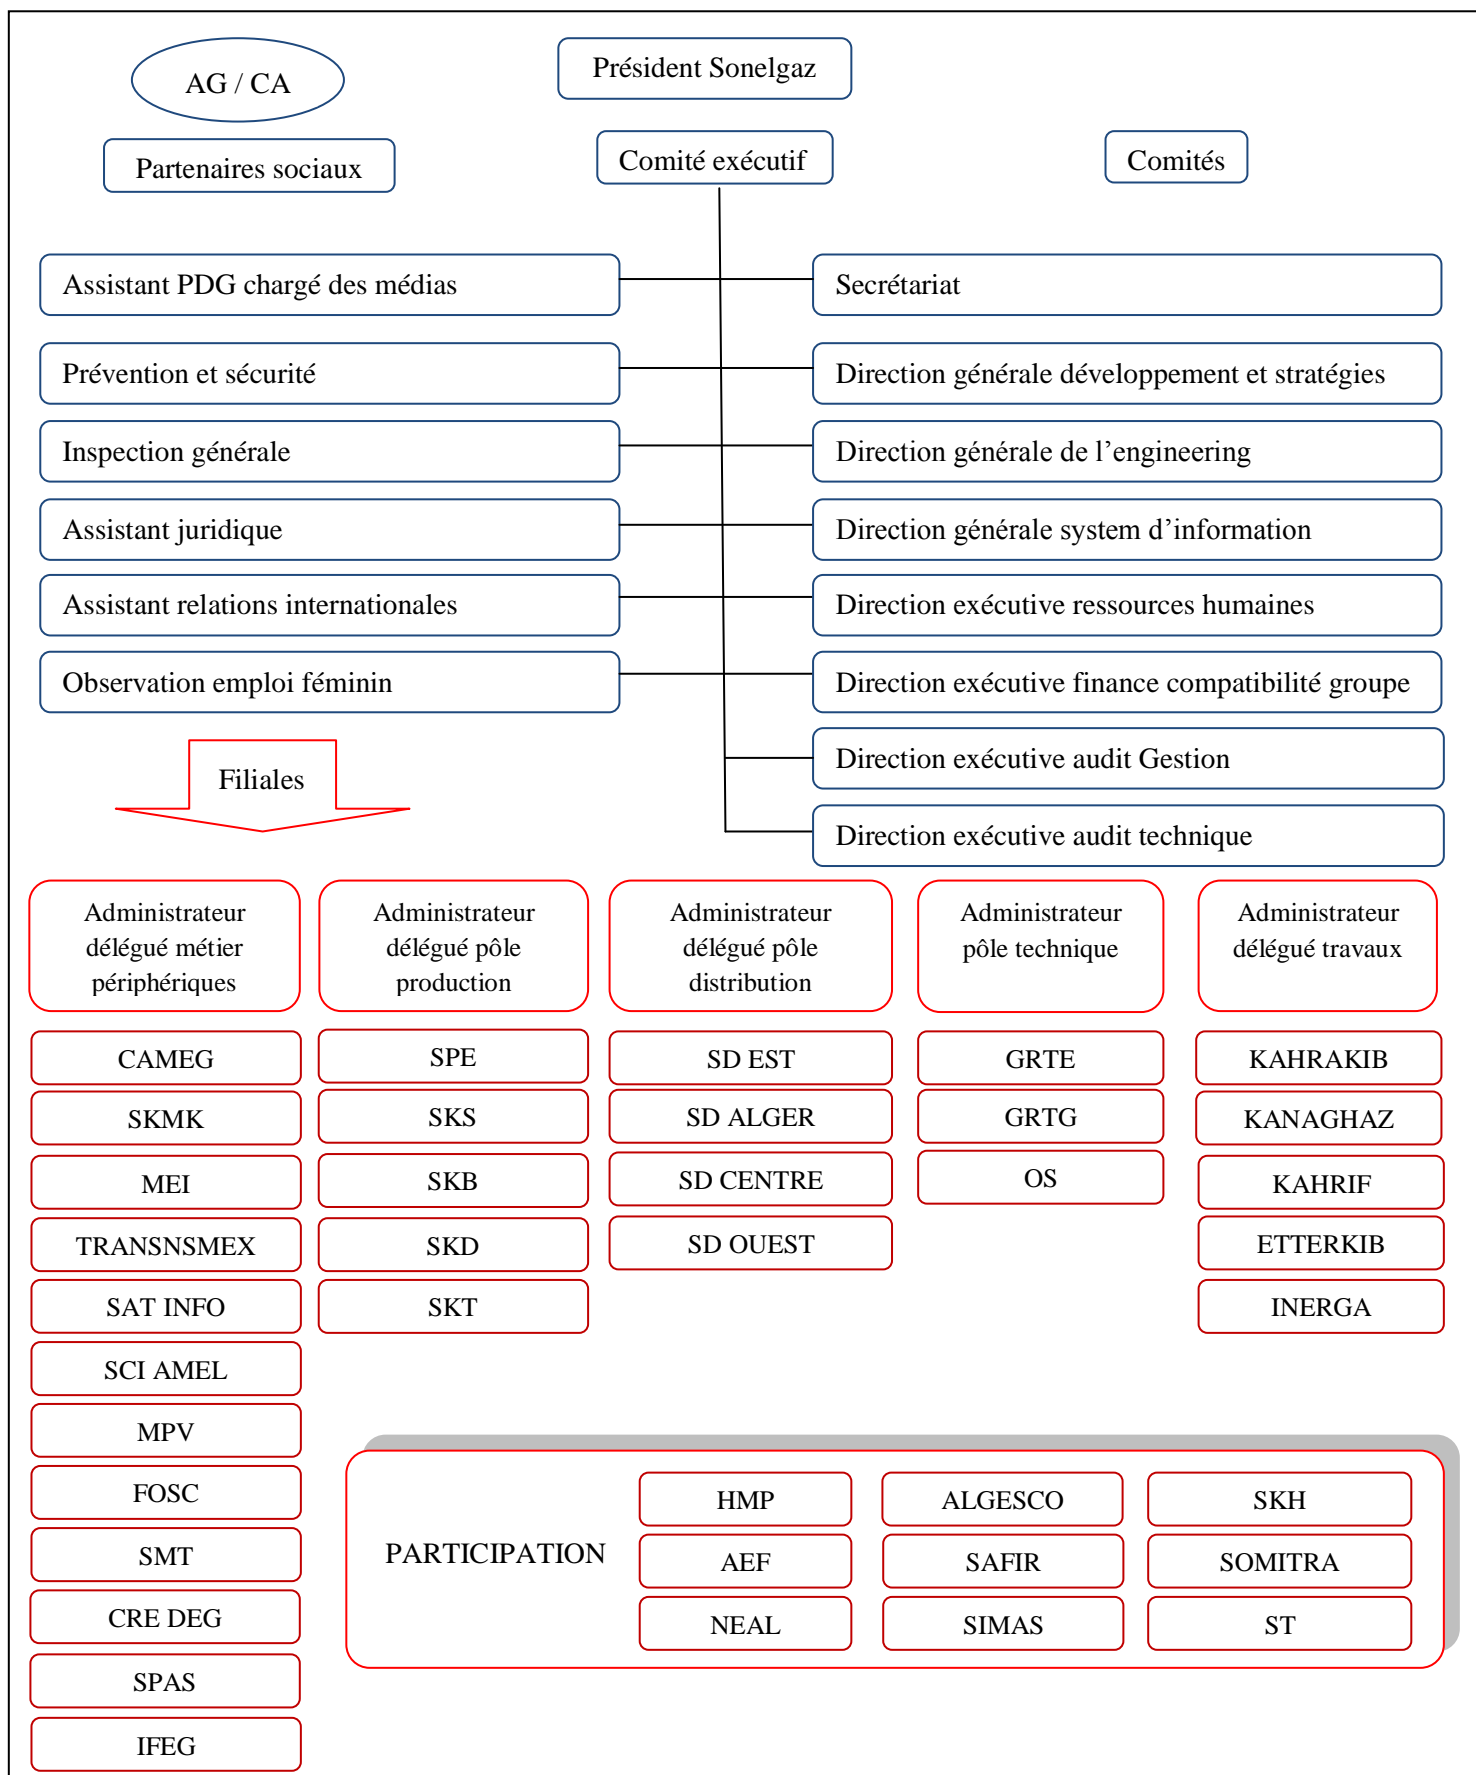 AG / CA
Président Sonelgaz
Partenaires sociaux
Comité exécutif
Comités
Assistant PDG chargé des médias
Secrétariat
Prévention et sécurité
Direction générale développement et stratégies
Inspection générale
Direction générale de l’engineering
Assistant juridique
Direction générale system d’information
Assistant relations internationales
Direction exécutive ressources humaines
Observation emploi féminin
Direction exécutive finance compatibilité groupe
Direction exécutive audit Gestion
Direction exécutive audit technique
Filiales
Administrateur
délégué métier
périphériques
Administrateur
délégué pôle
production
Administrateur
délégué pôle
distribution
Administrateur
pôle technique
Administrateur
délégué travaux
CAMEG
SKMK
MEI
TRANSNSMEX
SAT INFO
SCI AMEL
MPV
FOSC
SMT
CRE DEG
SPAS
IFEG
SPE
SKS
SKB
SKD
SKT
SD EST
SD ALGER
SD CENTRE
SD OUEST
GRTE
GRTG
OS
KAHRAKIB
KANAGHAZ
KAHRIF
ETTERKIB
INERGA
PARTICIPATION
HMP
ALGESCO
SKH
AEF
SAFIR
SOMITRA
NEAL
SIMAS
ST